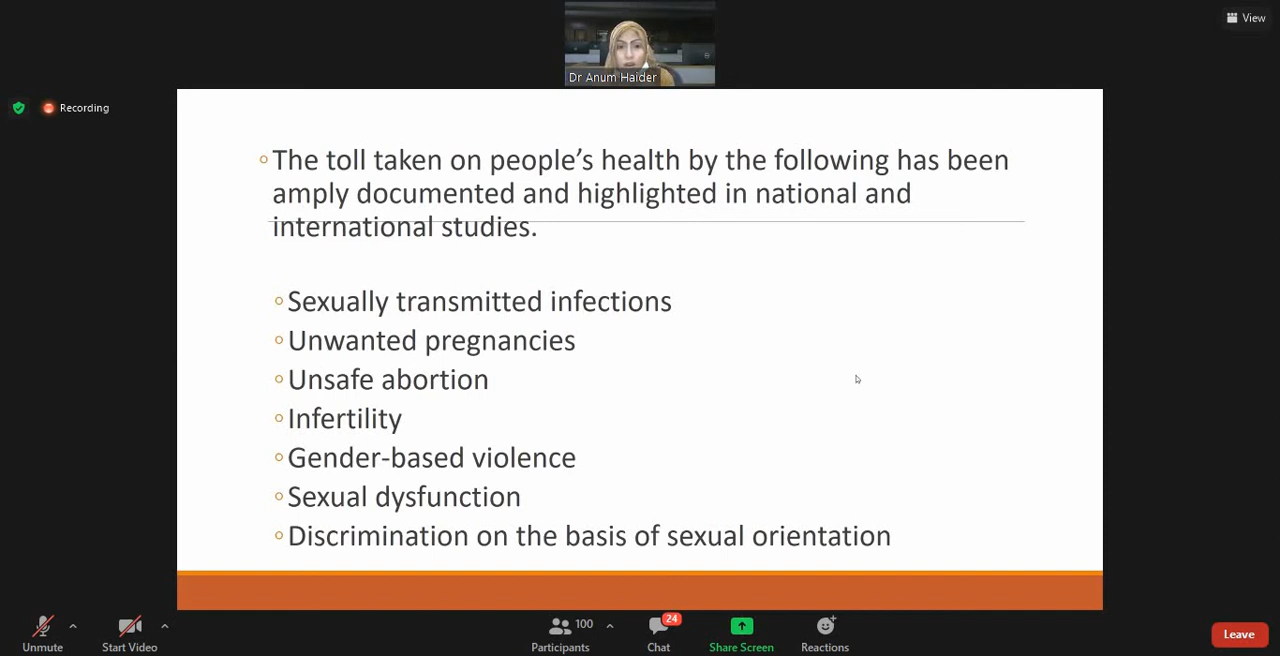 View
Dr Anum Haider
Recording
The toll taken on people's health by the following has been
amply documented and highlighted in national and
international studies.
Sexually transmitted infections
Unwanted pregnancies
Unsafe abortion
Infertility
Gender-based violence
Sexual dysfunction
Discrimination on the basis of sexual orientation
Unmute
Start Video
100
Participants
24
Chat
Share Screen
Reactions
Leave